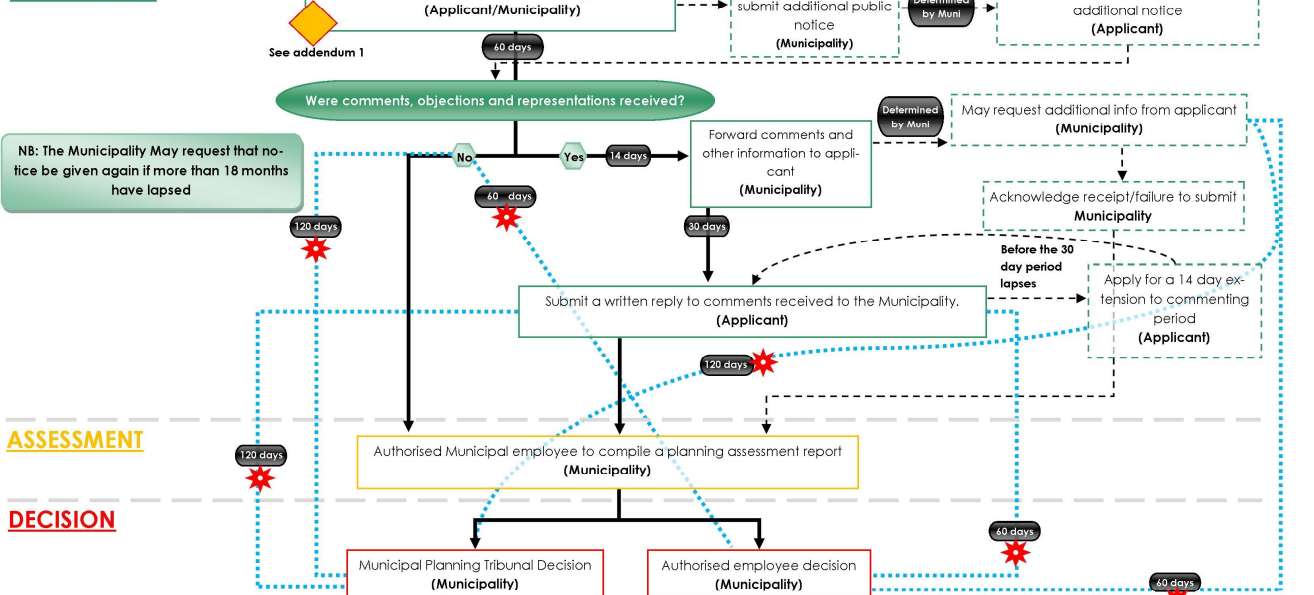 (Applicant/Municipality)
submit additional public
notice
(Municipality)
Determined
by Muni
additional notice
(Applicant)
See addendum 1
60 days
Were comments, objections and representations received?
NB: The Municipality May request that no-
tice be given again if more than 18 months
have lapsed
No
Yes
14 days
Forward comments and
other information to appli-
cant
(Municipality)
Determined
by Muni
May request additional info from applicant
(Municipality)
Acknowledge receipt/failure to submit
Municipality
60 days
120 days
30 days
Before the 30
day period
lapses
Apply for a 14 day ex-
tension to commenting
period
(Applicant)
Submit a written reply to comments received to the Municipality.
(Applicant)
120 days
ASSESSMENT
120 days
Authorised Municipal employee to compile a planning assessment report
(Municipality)
DECISION
60 days
Municipal Planning Tribunal Decision
(Municipality)
Authorised employee decision
(Municipality)
60 days